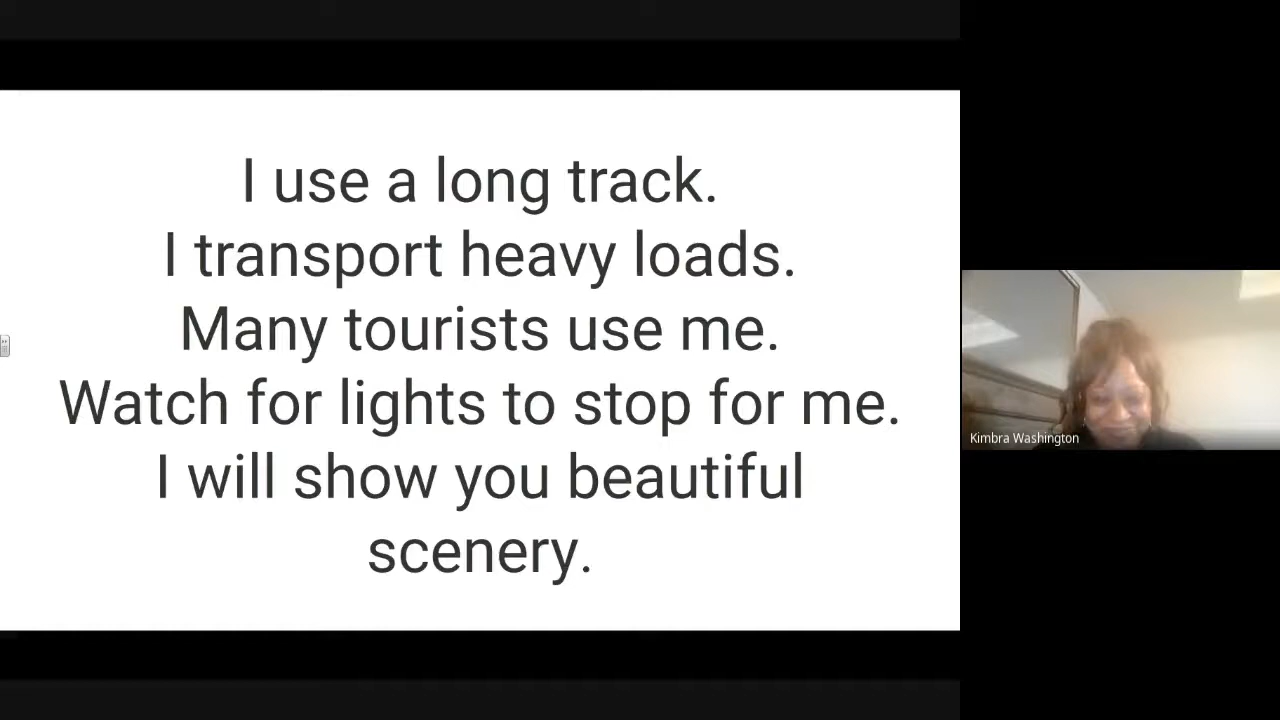 I use a long track.
I transport heavy loads.
Many tourists use me.
Watch for lights to stop for me.
I will show you beautiful
scenery.
Kimbra Washington